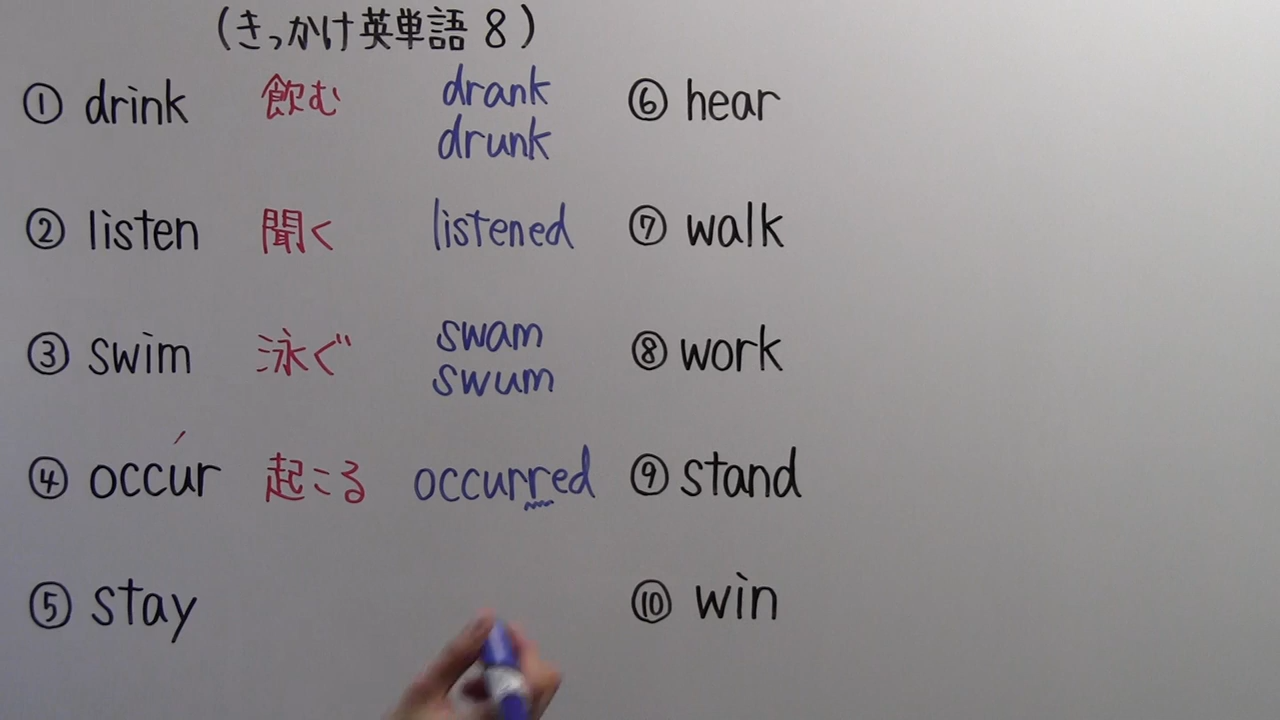 (きっかけ英単語8)
① drink 飲む drank
drunk
② listen 聞く listened
③ swim 泳ぐ swam
swum
④ occur 起こる occurred
⑤ stay
⑥ hear
⑦ walk
⑧ work
⑨ stand
⑩ win